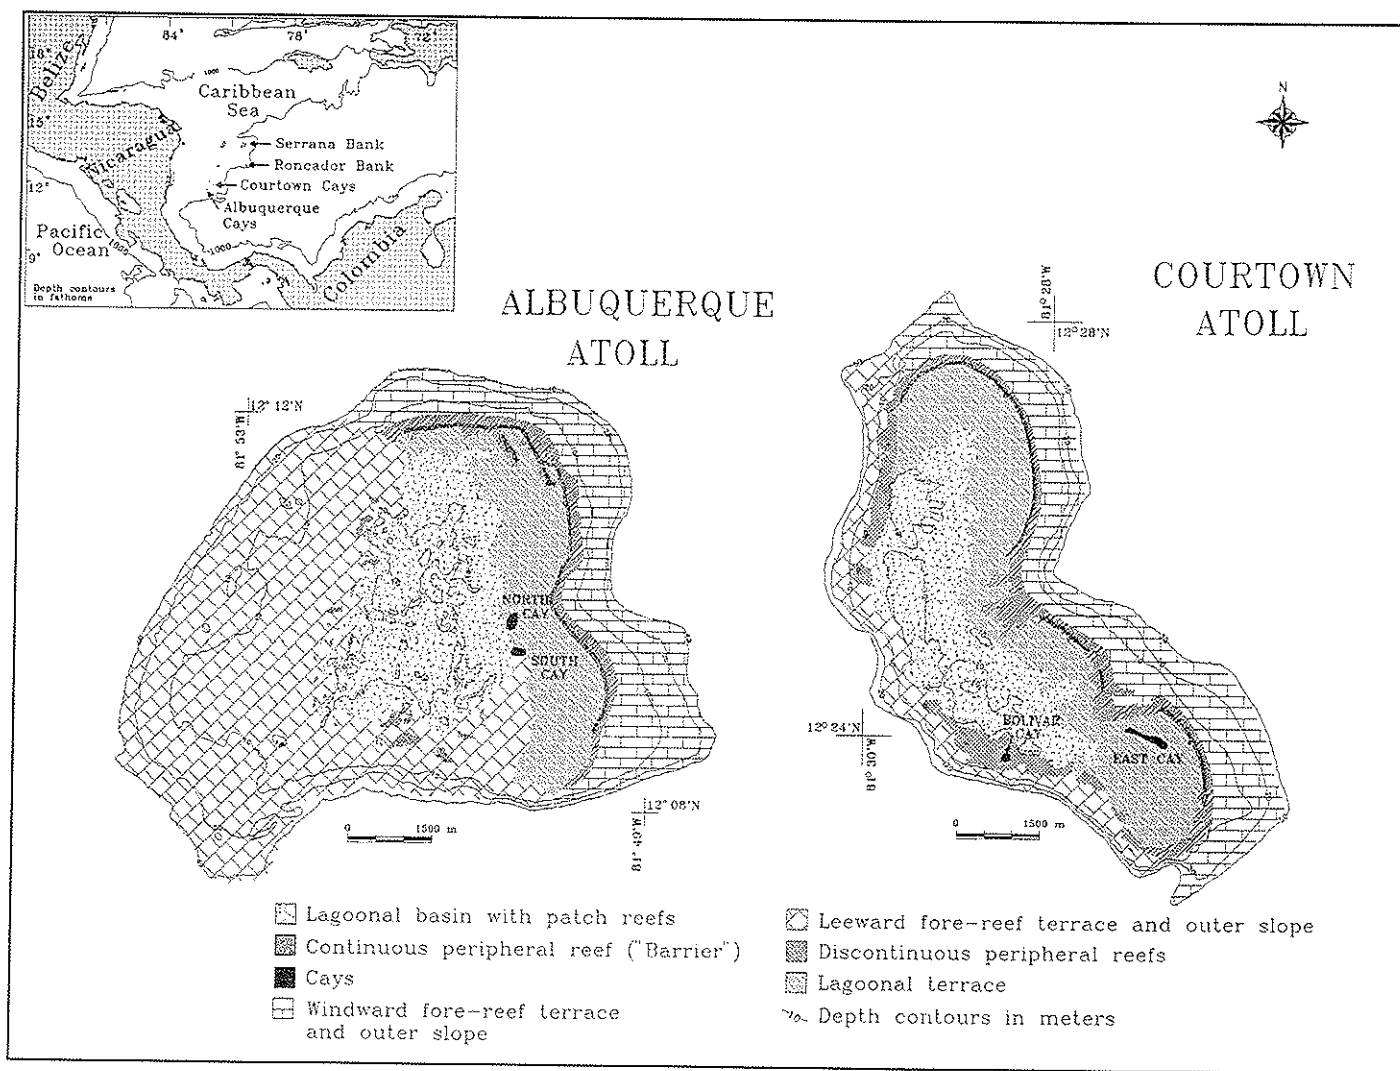 84°
78°
72°
18°
Belize
1000
Caribbean
Sea
15°
Nicaragua
Serrana Bank
Roncador Bank
12°
Courtown Cays
Albuquerque
Cays
Pacific
Ocean
1000
1000
9°
Colombia
Depth contours
in fathoms
N
ALBUQUERQUE
ATOLL
COURTOWN
ATOLL
81° 28'W
12° 28'N
12° 12'N
81° 53'W
NORTH
CAY
SOUTH
CAY
BOLIVAR
CAY
12° 24'N
81° 30'W
EAST CAY
12° 08'N
81° 49'W
0 1500 m
0 1500 m
Lagoonal basin with patch reefs
Continuous peripheral reef ("Barrier")
Cays
Windward fore-reef terrace
and outer slope
Leeward fore-reef terrace and outer slope
Discontinuous peripheral reefs
Lagoonal terrace
Depth contours in meters